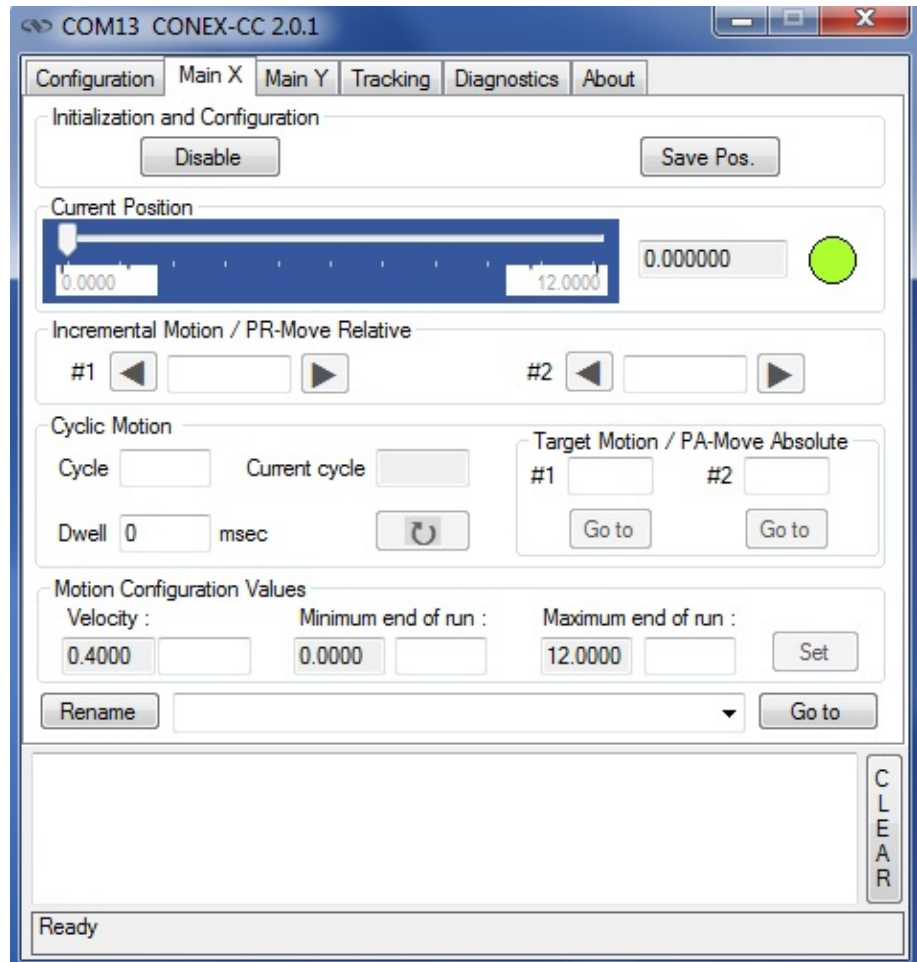 COM13 CONEX-CC 2.0.1
Configuration Main X Main Y Tracking Diagnostics About
Initialization and Configuration
Disable Save Pos.
Current Position
0.0000 12.0000 0.000000
Incremental Motion / PR-Move Relative
#1 #2
Cyclic Motion
Cycle Current cycle
Dwell 0 msec
Target Motion / PA-Move Absolute
#1 #2
Go to Go to
Motion Configuration Values
Velocity : Minimum end of run : Maximum end of run :
0.4000 0.0000 12.0000 Set
Rename Go to
CLEAR
Ready